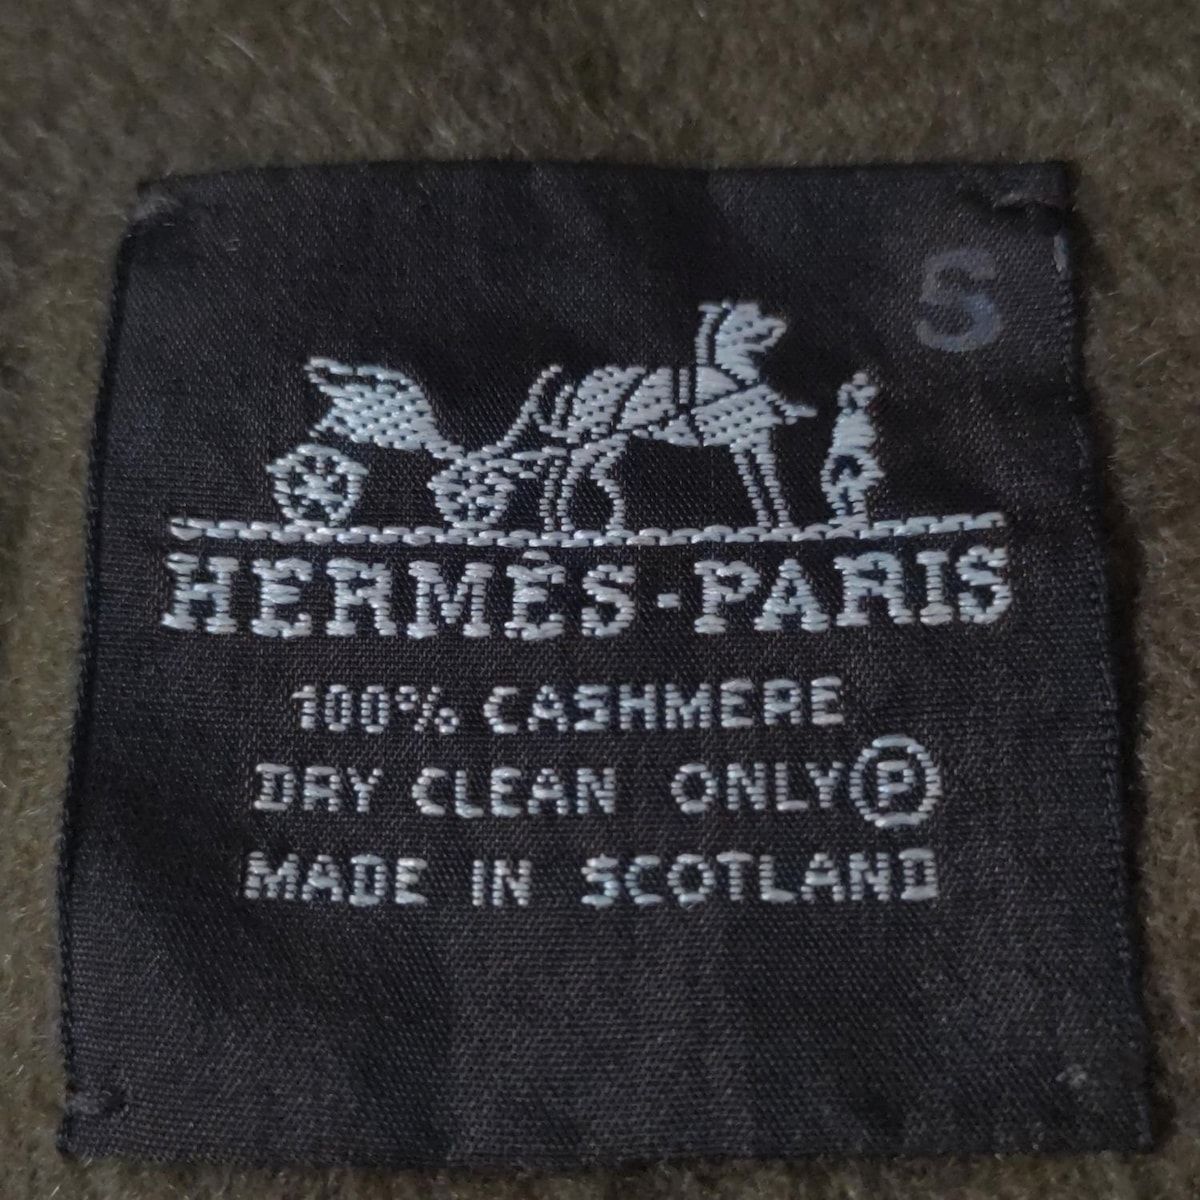 S
HERMÈS-PARIS
100% CASHMERE
DRY CLEAN ONLY Ⓟ
MADE IN SCOTLAND